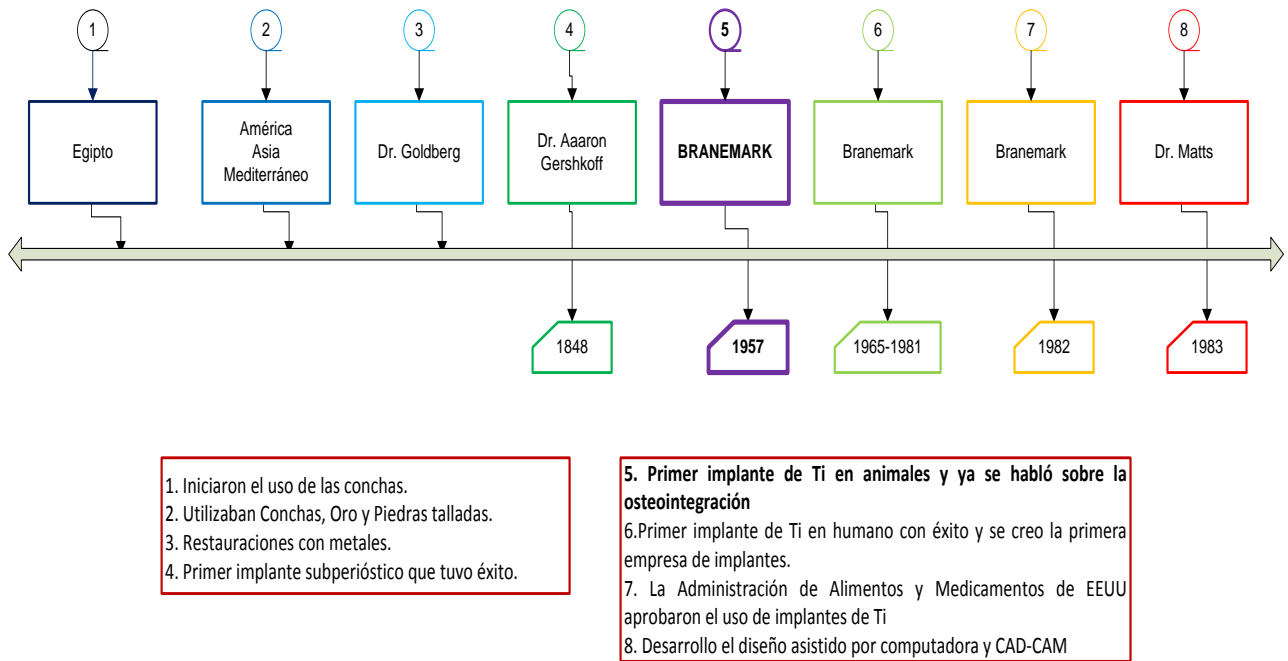 1
2
3
4
5
6
7
8
Egipto
América
Asia
Mediterráneo
Dr. Goldberg
Dr. Aaaron
Gershkoff
BRANEMARK
Branemark
Branemark
Dr. Matts
1848
1957
1965-1981
1982
1983
1. Iniciaron el uso de las conchas.
2. Utilizaban Conchas, Oro y Piedras talladas.
3. Restauraciones con metales.
4. Primer implante subperióstico que tuvo éxito.
5. Primer implante de Ti en animales y ya se habló sobre la
osteointegración
6.Primer implante de Ti en humano con éxito y se creo la primera
empresa de implantes.
7. La Administración de Alimentos y Medicamentos de EEUU
aprobaron el uso de implantes de Ti
8. Desarrollo el diseño asistido por computadora y CAD-CAM